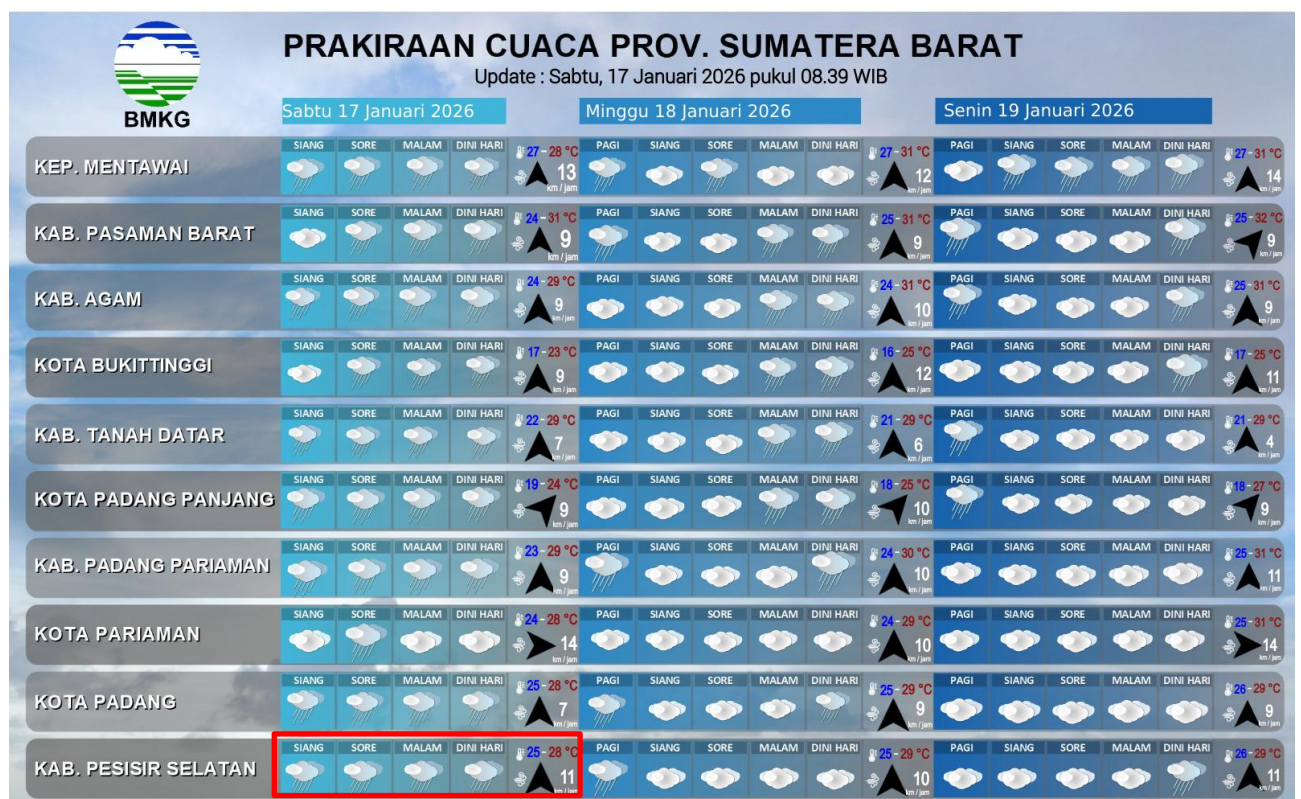 PRAKIRAAN CUACA PROV. SUMATERA BARAT
Update : Sabtu, 17 Januari 2026 pukul 08.39 WIB
BMKG
Sabtu 17 Januari 2026 Minggu 18 Januari 2026 Senin 19 Januari 2026
SIANG SORE MALAM DINI HARI 27 - 28 °C PAGI SIANG SORE MALAM DINI HARI 27 - 31 °C PAGI SIANG SORE MALAM DINI HARI 27 - 31 °C
KEP. MENTAWAI 13 12 14
km / jam km / jam km / jam
SIANG SORE MALAM DINI HARI 24 - 31 °C PAGI SIANG SORE MALAM DINI HARI 25 - 31 °C PAGI SIANG SORE MALAM DINI HARI 25 - 32 °C
KAB. PASAMAN BARAT 9 9 9
km / jam km / jam km / jam
SIANG SORE MALAM DINI HARI 24 - 29 °C PAGI SIANG SORE MALAM DINI HARI 24 - 31 °C PAGI SIANG SORE MALAM DINI HARI 25 - 31 °C
KAB. AGAM 9 10 9
km / jam km / jam km / jam
SIANG SORE MALAM DINI HARI 17 - 23 °C PAGI SIANG SORE MALAM DINI HARI 16 - 25 °C PAGI SIANG SORE MALAM DINI HARI 17 - 25 °C
KOTA BUKITTINGGI 9 12 11
km / jam km / jam km / jam
SIANG SORE MALAM DINI HARI 22 - 29 °C PAGI SIANG SORE MALAM DINI HARI 21 - 29 °C PAGI SIANG SORE MALAM DINI HARI 21 - 29 °C
KAB. TANAH DATAR 7 6 4
km / jam km / jam km / jam
SIANG SORE MALAM DINI HARI 19 - 24 °C PAGI SIANG SORE MALAM DINI HARI 18 - 25 °C PAGI SIANG SORE MALAM DINI HARI 18 - 27 °C
KOTA PADANG PANJANG 9 10 9
km / jam km / jam km / jam
SIANG SORE MALAM DINI HARI 23 - 29 °C PAGI SIANG SORE MALAM DINI HARI 24 - 30 °C PAGI SIANG SORE MALAM DINI HARI 25 - 31 °C
KAB. PADANG PARIAMAN 9 10 11
km / jam km / jam km / jam
SIANG SORE MALAM DINI HARI 24 - 28 °C PAGI SIANG SORE MALAM DINI HARI 24 - 29 °C PAGI SIANG SORE MALAM DINI HARI 25 - 31 °C
KOTA PARIAMAN 14 10 14
km / jam km / jam km / jam
SIANG SORE MALAM DINI HARI 25 - 28 °C PAGI SIANG SORE MALAM DINI HARI 25 - 29 °C PAGI SIANG SORE MALAM DINI HARI 26 - 29 °C
KOTA PADANG 7 9 9
km / jam km / jam km / jam
SIANG SORE MALAM DINI HARI 25 - 28 °C PAGI SIANG SORE MALAM DINI HARI 25 - 29 °C PAGI SIANG SORE MALAM DINI HARI 26 - 29 °C
KAB. PESISIR SELATAN 11 10 11
km / jam km / jam km / jam